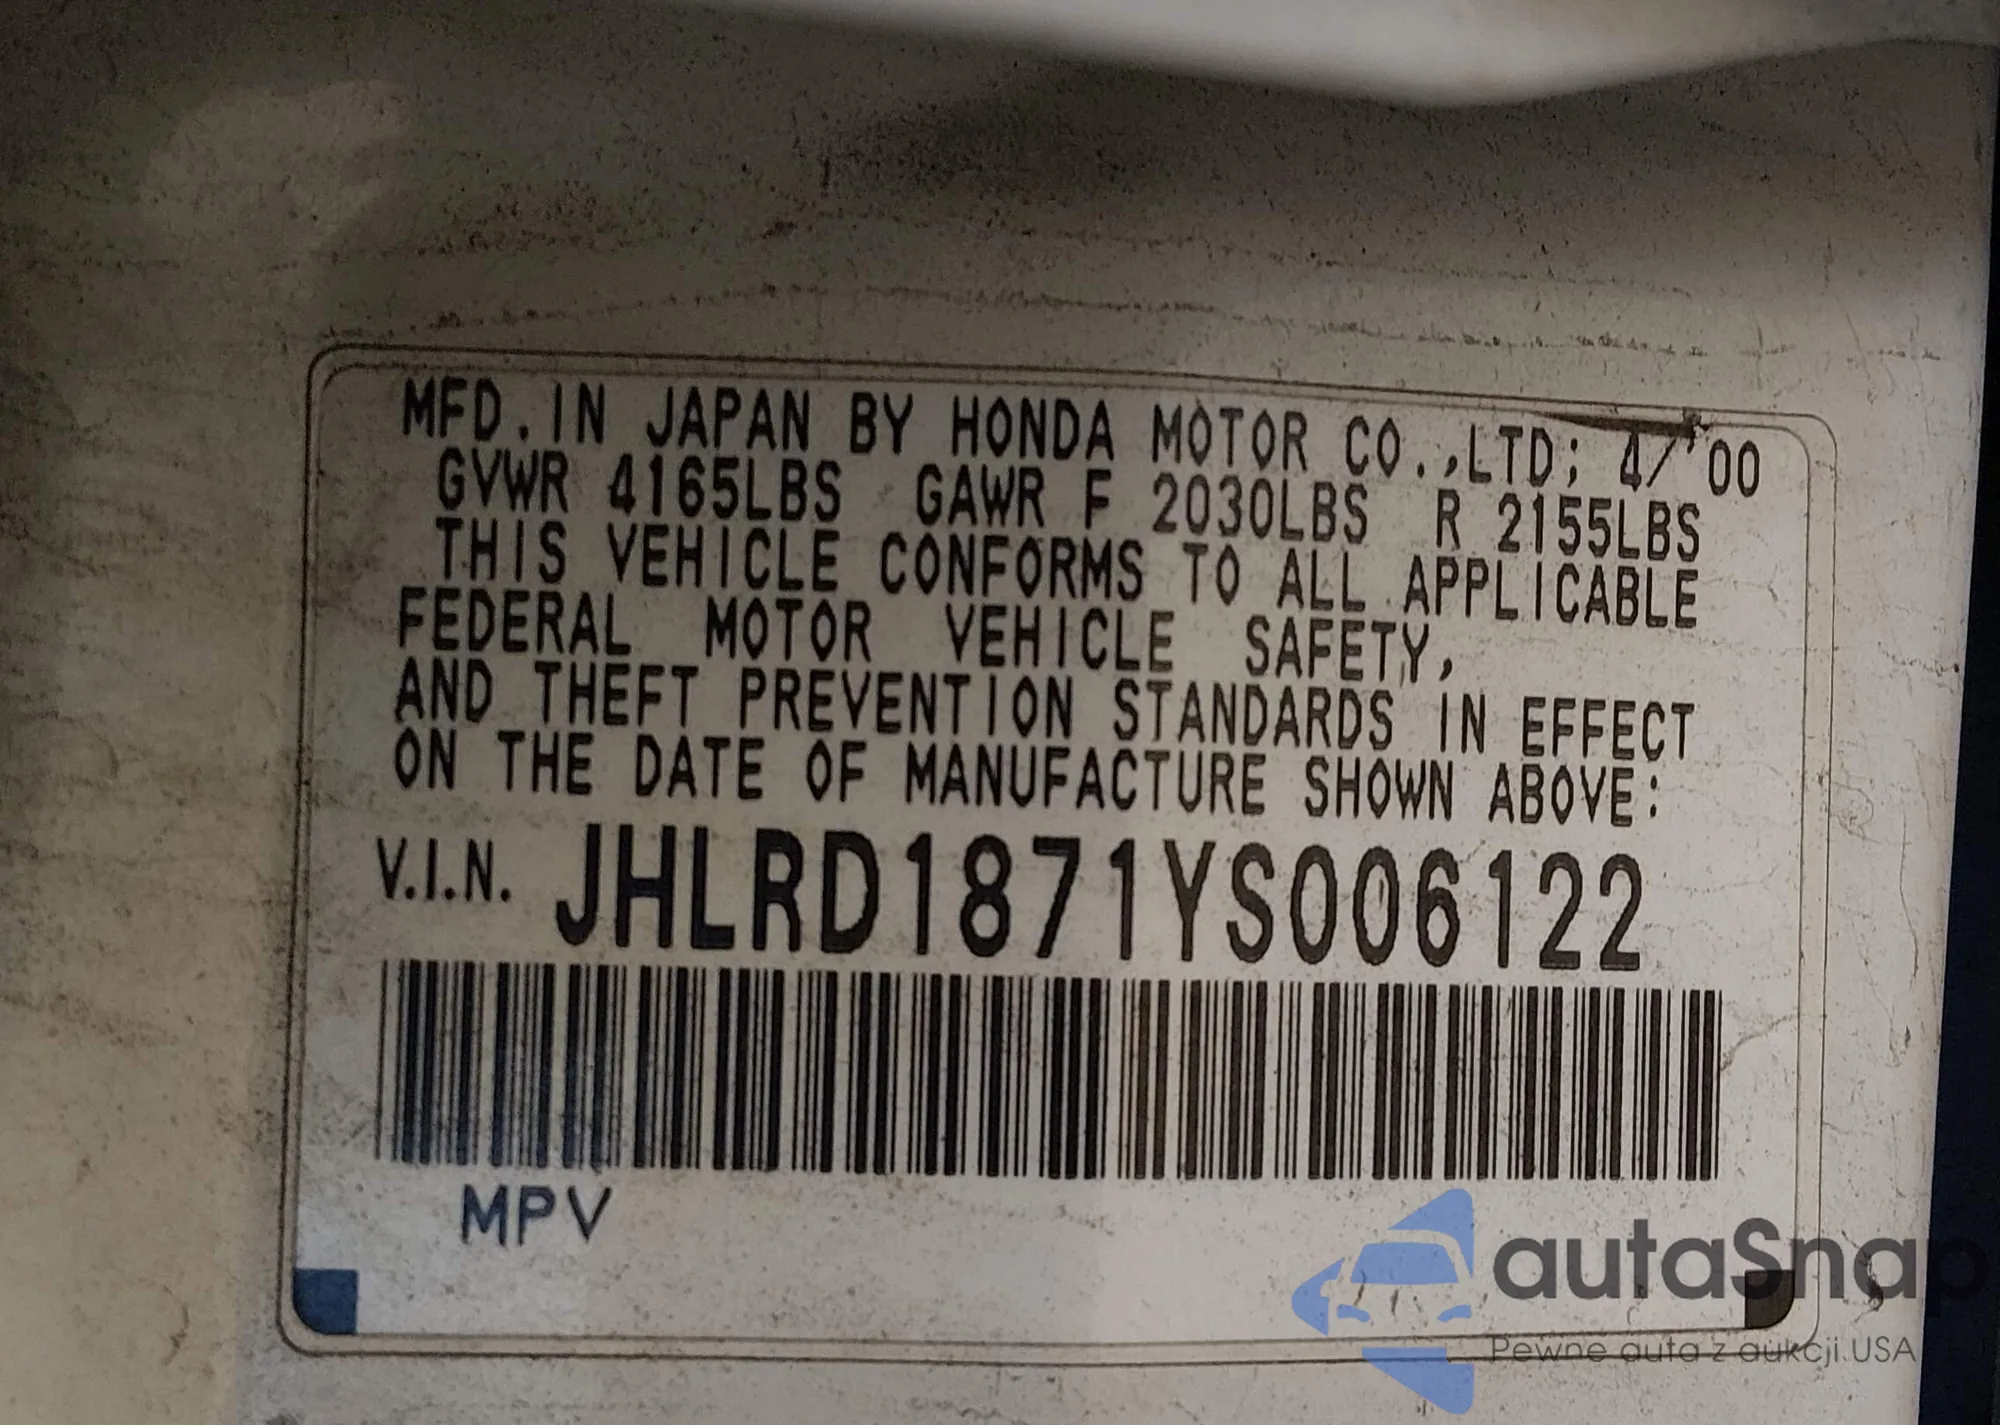 MFD. IN JAPAN BY HONDA MOTOR CO.,LTD; 4/'00
GVWR 4165LBS GAWR F 2030LBS R 2155LBS
THIS VEHICLE CONFORMS TO ALL APPLICABLE
FEDERAL MOTOR VEHICLE SAFETY,
AND THEFT PREVENTION STANDARDS IN EFFECT
ON THE DATE OF MANUFACTURE SHOWN ABOVE:
V.I.N. JHLRD1871YS006122
MPV
autaSnap
Pewne auta z aukcji USA